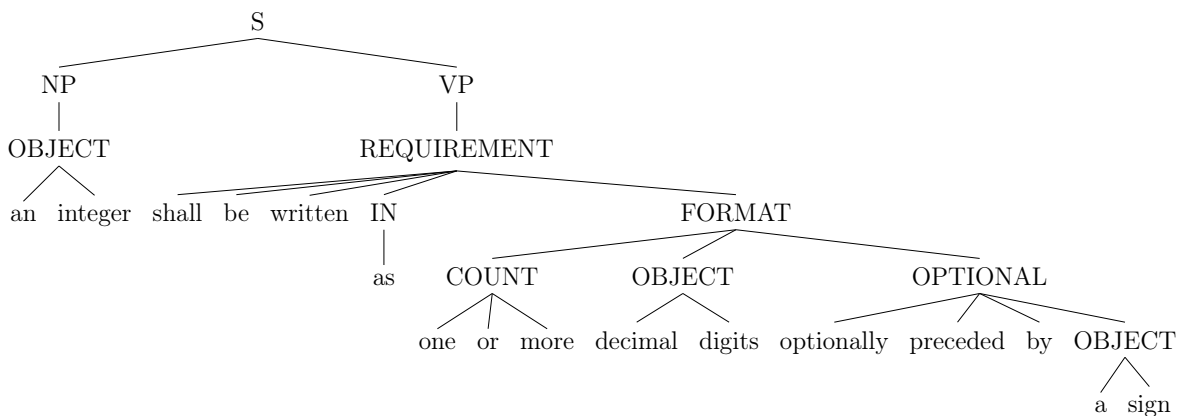 S
NP VP
OBJECT REQUIREMENT
an integer shall be written IN FORMAT
as COUNT OBJECT OPTIONAL
one or more decimal digits optionally preceded by OBJECT
a sign